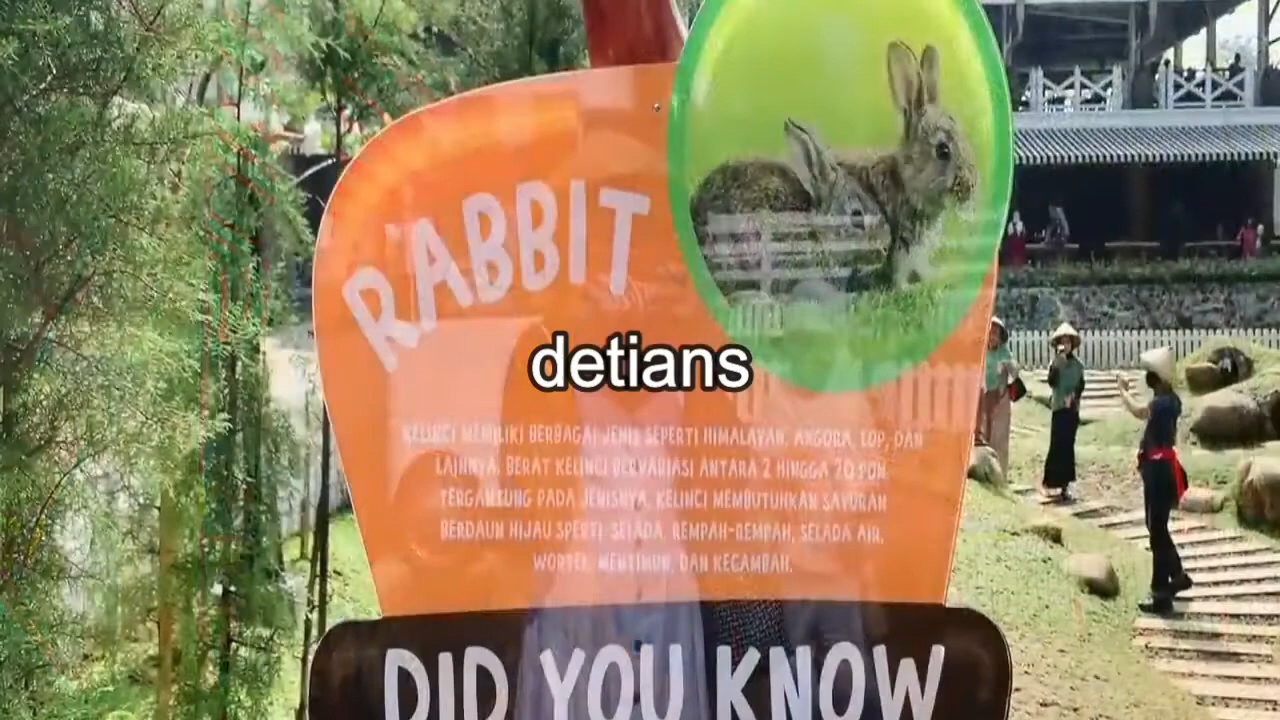 RABBIT
detians
KELINCI MEMILIKI BERBAGAI JENIS SEPERTI HIMALAYAN, ANGORA, LOP, DAN
LAINNYA. BERAT KELINCI BERVARIASI ANTARA 2 HINGGA 20 PON
TERGANTUNG PADA JENISNYA. KELINCI MEMBUTUHKAN SAYURAN
BERDAUN HIJAU SPERTI SELADA, REMPAH-REMPAH, SELADA AIR,
WORTEL, MENTIMUN, DAN KECAMBAH.
DID YOU KNOW